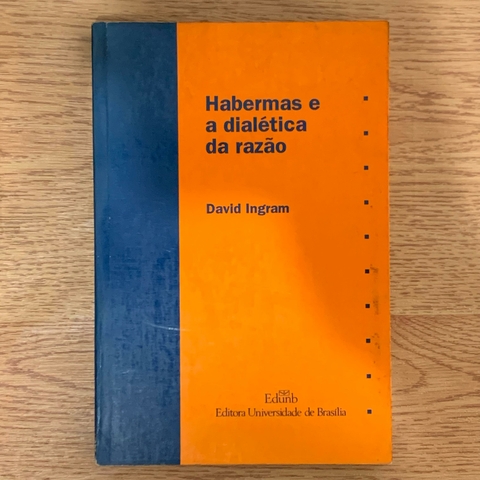 Habermas e
a dialética
da razão
David Ingram
Edunb
Editora Universidade de Brasília